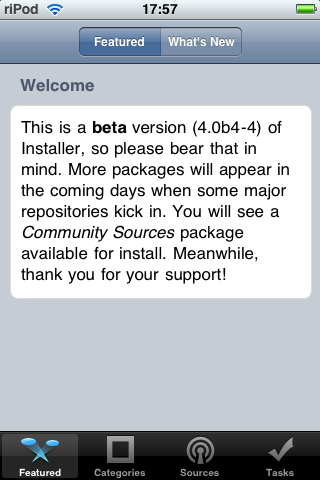 riPod 17:57
Featured What's New
Welcome
This is a beta version (4.0b4-4) of
Installer, so please bear that in
mind. More packages will appear in
the coming days when some major
repositories kick in. You will see a
Community Sources package
available for install. Meanwhile,
thank you for your support!
Featured Categories Sources Tasks